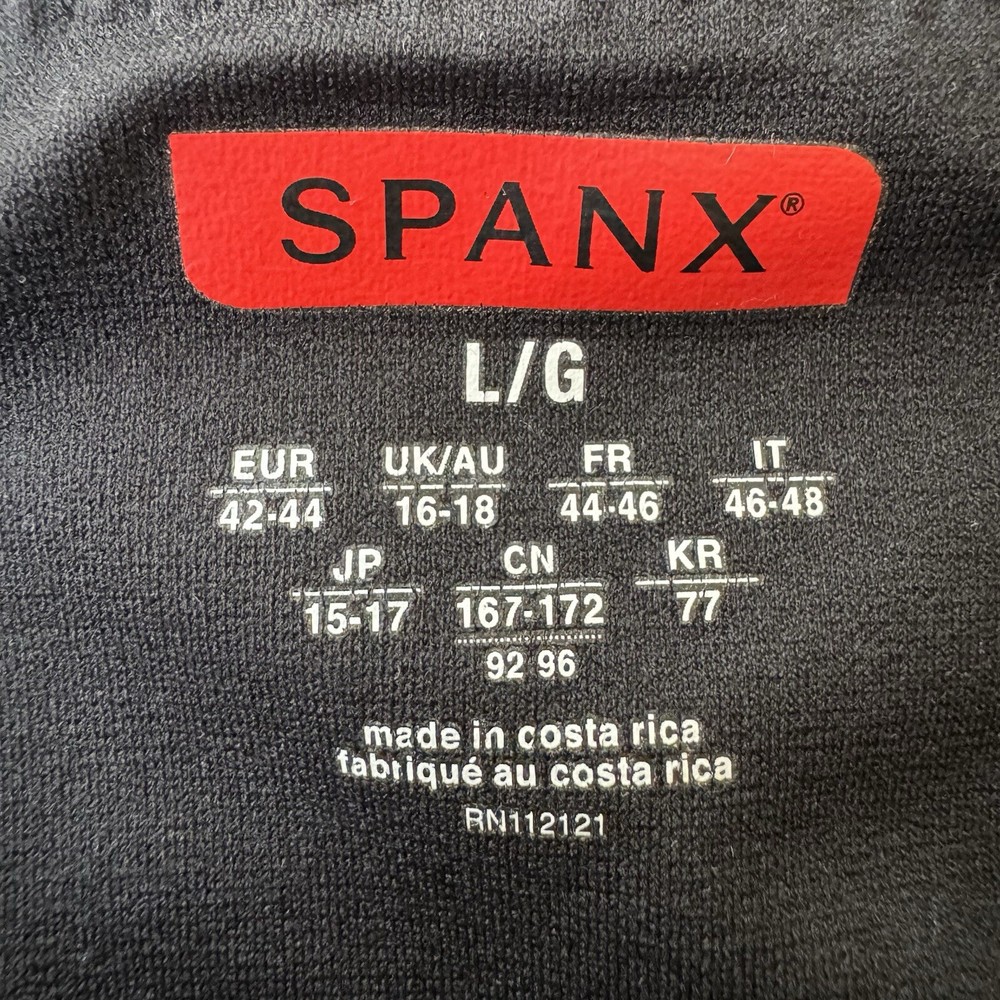 SPANX®
L/G
EUR UK/AU FR IT
42-44 16-18 44-46 46-48
JP CN KR
15-17 167-172 77
92 96
made in costa rica
fabriqué au costa rica
RN112121